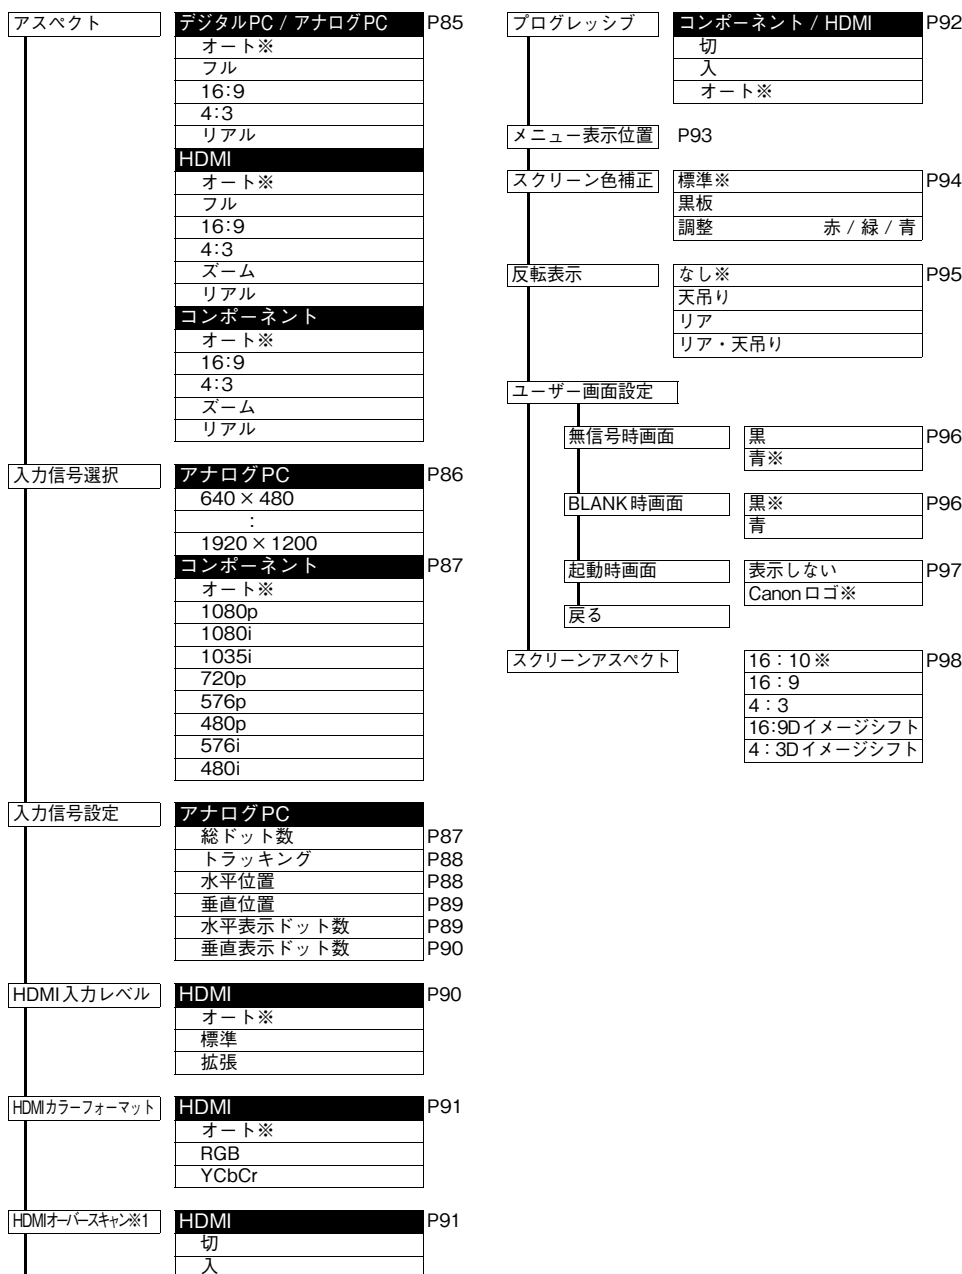 アスペクト デジタルPC / アナログPC P85
オート※
フル
16:9
4:3
リアル
HDMI
オート※
フル
16:9
4:3
ズーム
リアル
コンポーネント
オート※
16:9
4:3
ズーム
リアル
入力信号選択 アナログPC P86
640×480
:
1920×1200
コンポーネント P87
オート※
1080p
1080i
1035i
720p
576p
480p
576i
480i
入力信号設定 アナログPC
総ドット数 P87
トラッキング P88
水平位置 P88
垂直位置 P89
水平表示ドット数 P89
垂直表示ドット数 P90
HDMI入力レベル HDMI P90
オート※
標準
拡張
HDMIカラーフォーマット HDMI P91
オート※
RGB
YCbCr
HDMIオーバースキャン※1 HDMI P91
切
入
プログレッシブ コンポーネント / HDMI P92
切
入
オート※
メニュー表示位置 P93
スクリーン色補正 標準※ P94
黒板
調整 赤 / 緑 / 青
反転表示 なし※ P95
天吊り
リア
リア・天吊り
ユーザー画面設定
無信号時画面 黒 P96
青※
BLANK時画面 黒※ P96
青
起動時画面 表示しない P97
Canonロゴ※
戻る
スクリーンアスペクト 16：10※ P98
16：9
4：3
16:9Dイメージシフト
4：3Dイメージシフト